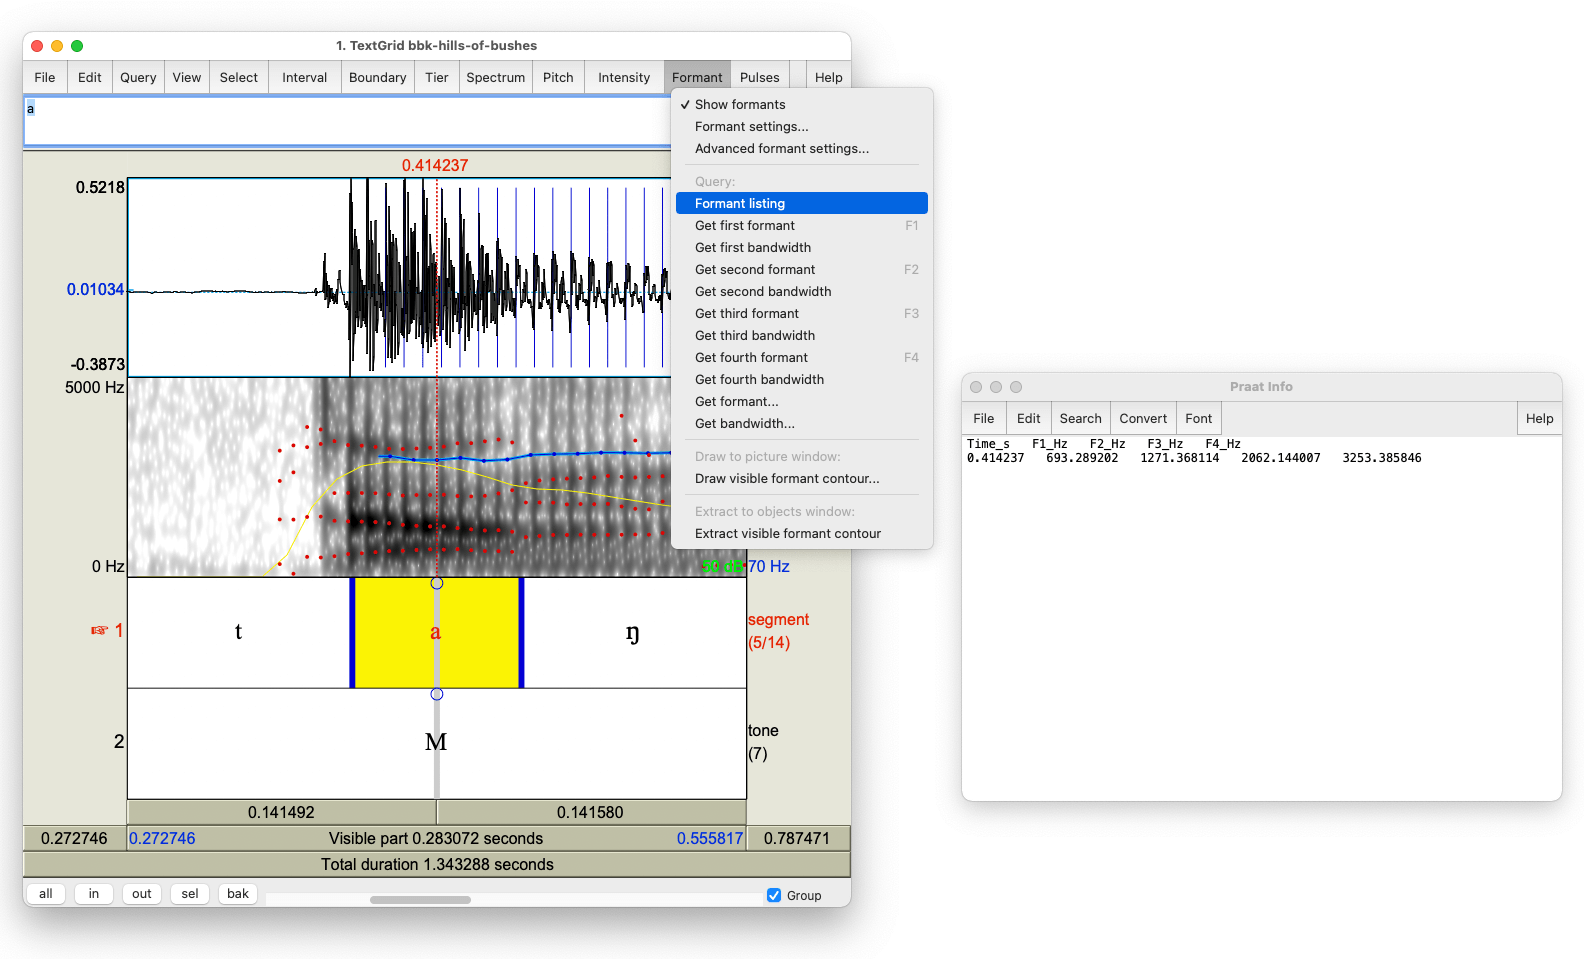 1. TextGrid bbk-hills-of-bushes
File Edit Query View Select Interval Boundary Tier Spectrum Pitch Intensity Formant Pulses Help
a
✓ Show formants
Formant settings...
Advanced formant settings...
Query:
Formant listing
Get first formant F1
Get first bandwidth
Get second formant F2
Get second bandwidth
Get third formant F3
Get third bandwidth
Get fourth formant F4
Get fourth bandwidth
Get formant...
Get bandwidth...
Draw to picture window:
Draw visible formant contour...
Extract to objects window:
Extract visible formant contour
0.414237
0.5218
0.01034
-0.3873
5000 Hz
0 Hz
50 dB 70 Hz
☞ 1 t a ŋ segment
(5/14)
2 M tone
(7)
0.141492 0.141580
0.272746 0.272746 Visible part 0.283072 seconds 0.555817 0.787471
Total duration 1.343288 seconds
all in out sel bak Group
Praat Info
File Edit Search Convert Font Help
Time_s F1_Hz F2_Hz F3_Hz F4_Hz
0.414237 693.289202 1271.368114 2062.144007 3253.385846